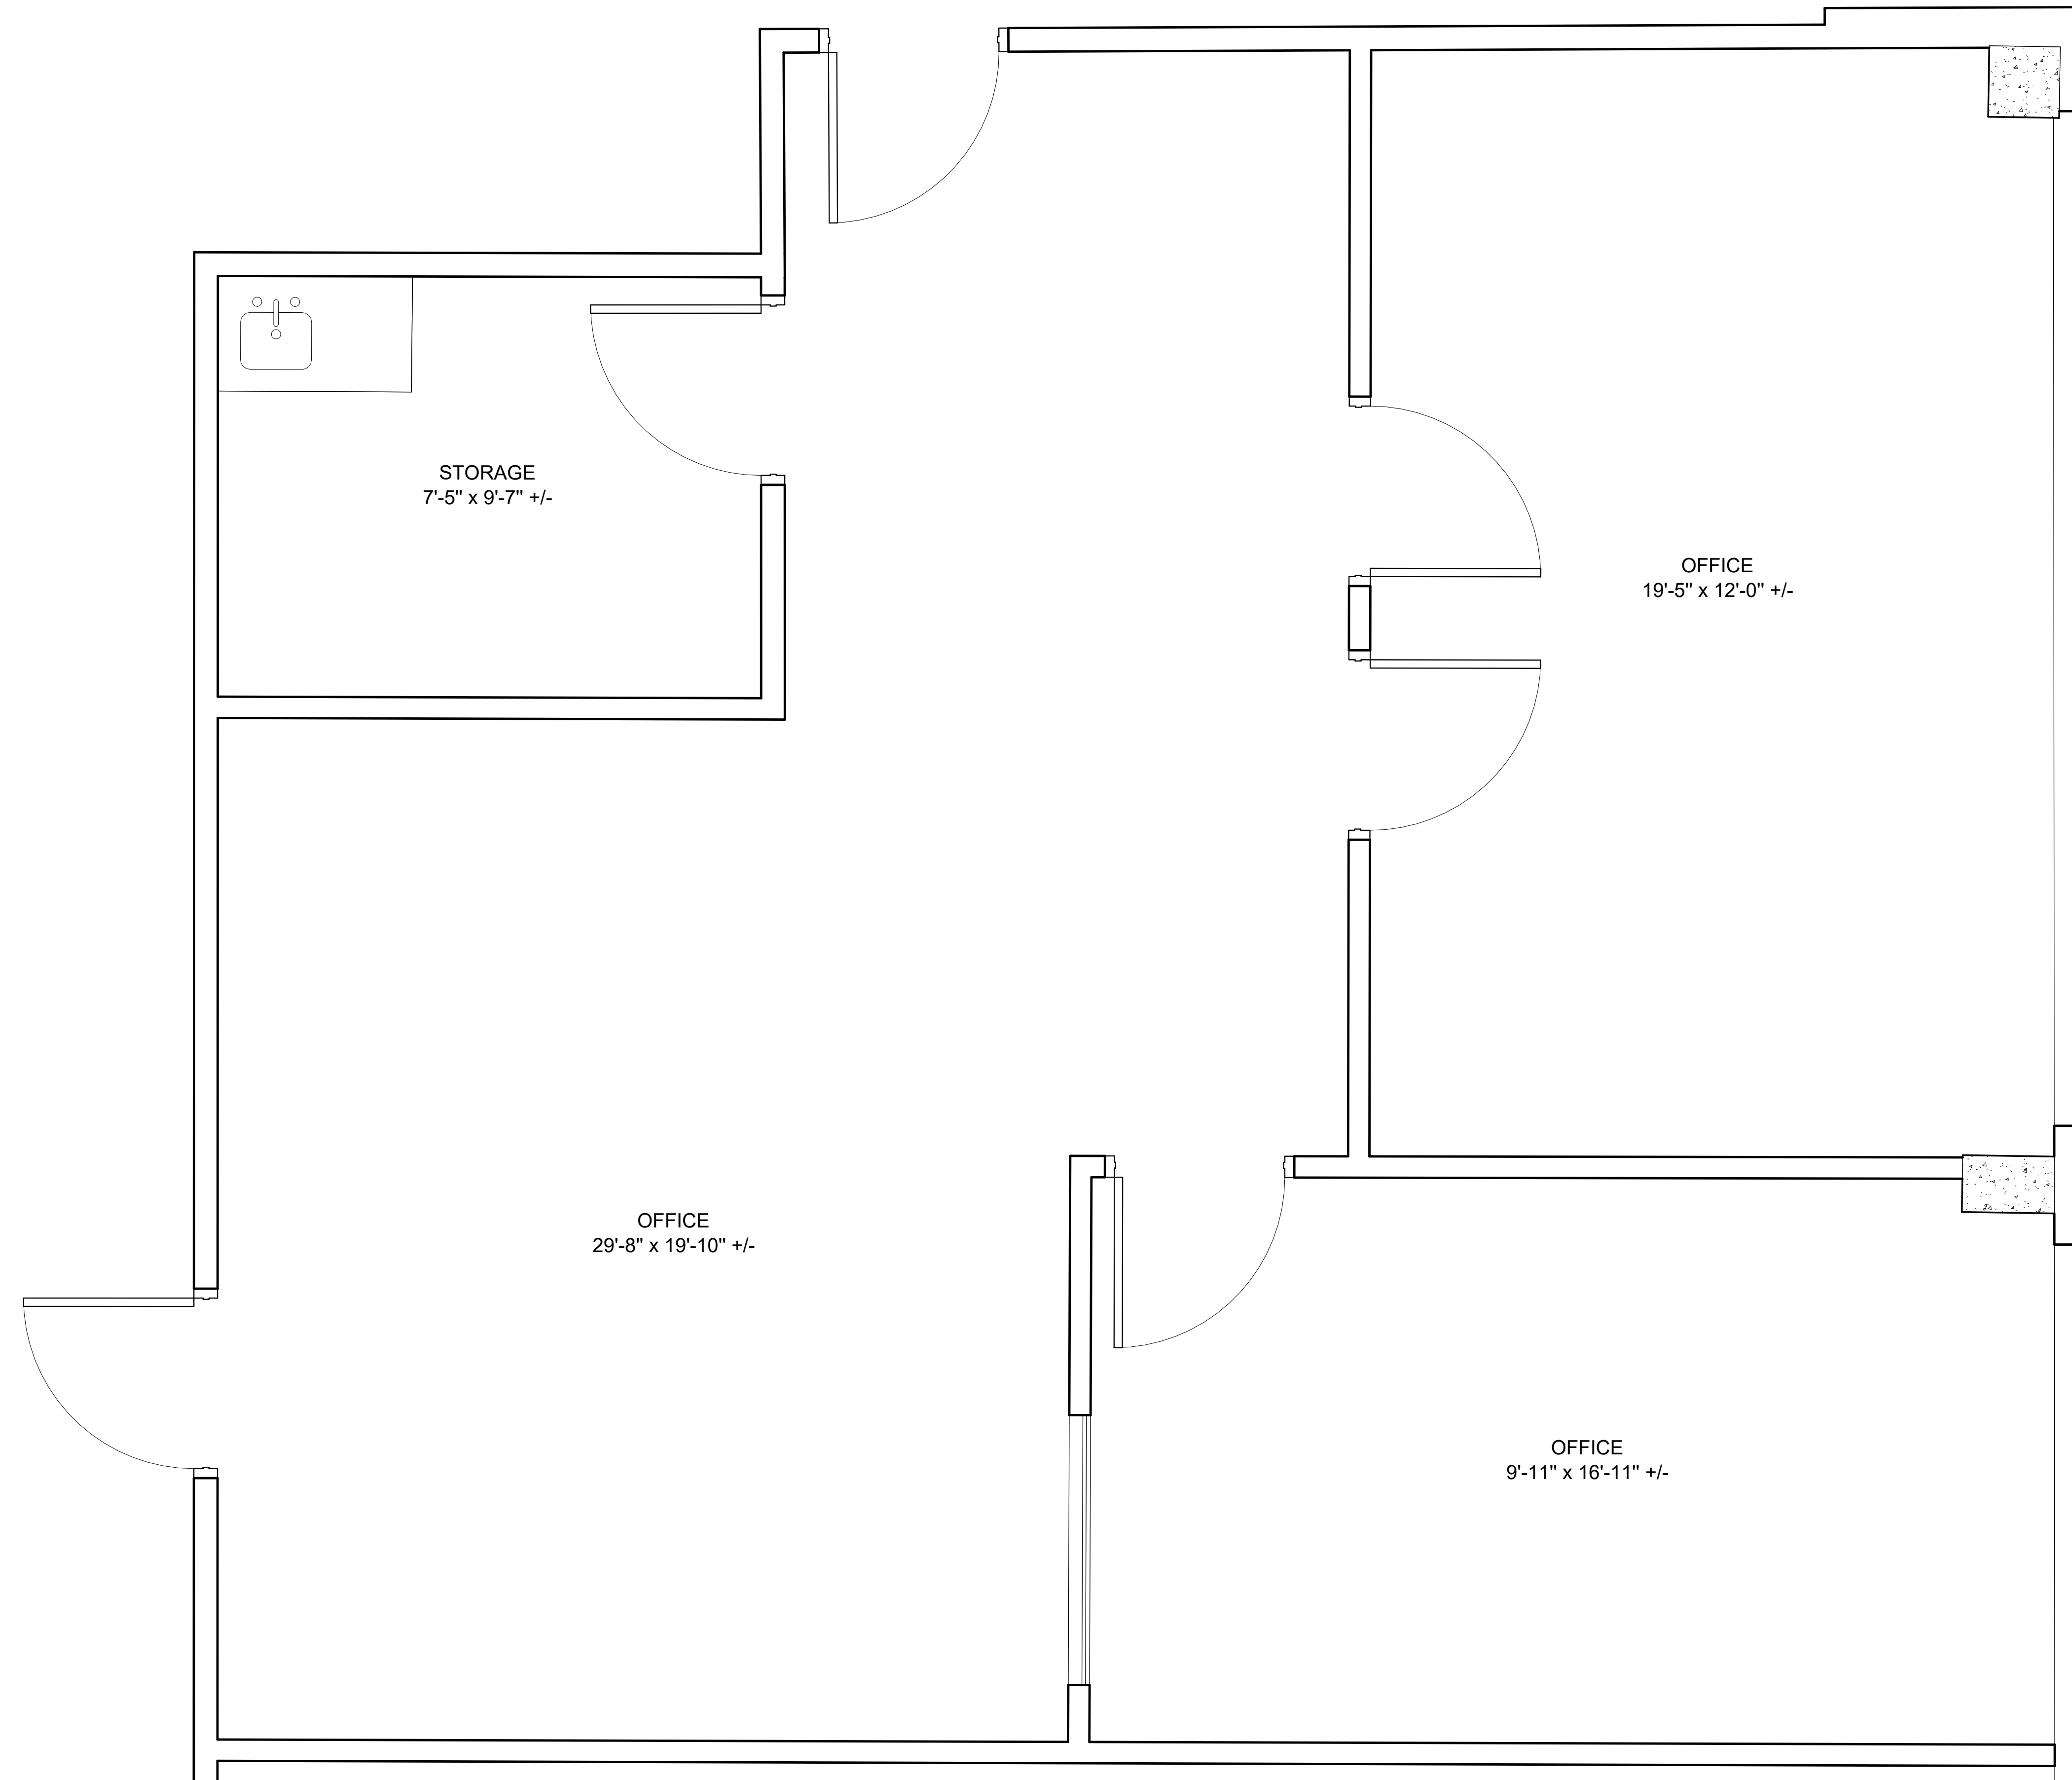 STORAGE
7'-5" x 9'-7" +/-
OFFICE
19'-5" x 12'-0" +/-
OFFICE
29'-8" x 19'-10" +/-
OFFICE
9'-11" x 16'-11" +/-